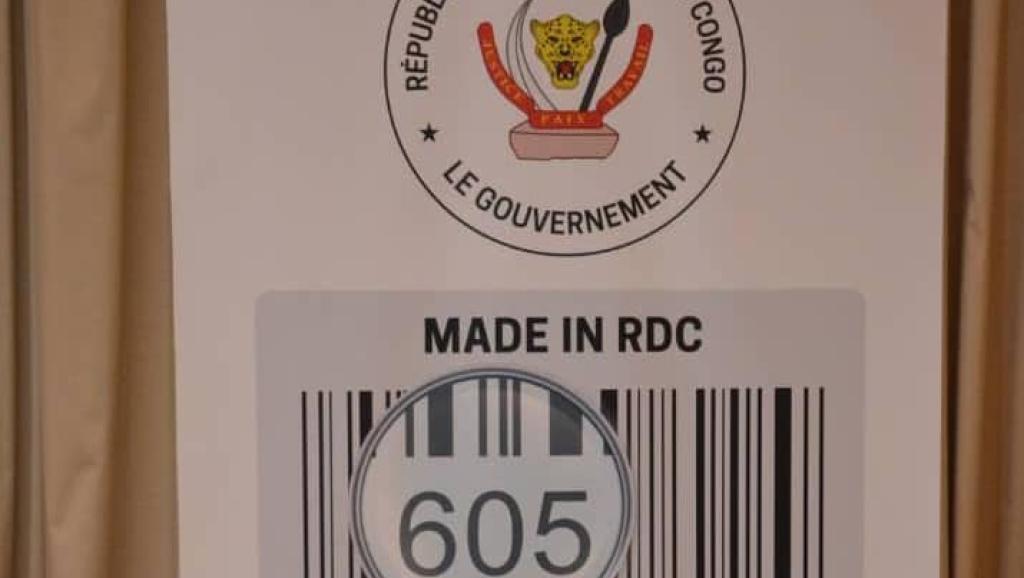 CONGO
JUSTICE
PAIX
TRAVAIL
LE GOUVERNEMENT
MADE IN RDC
605